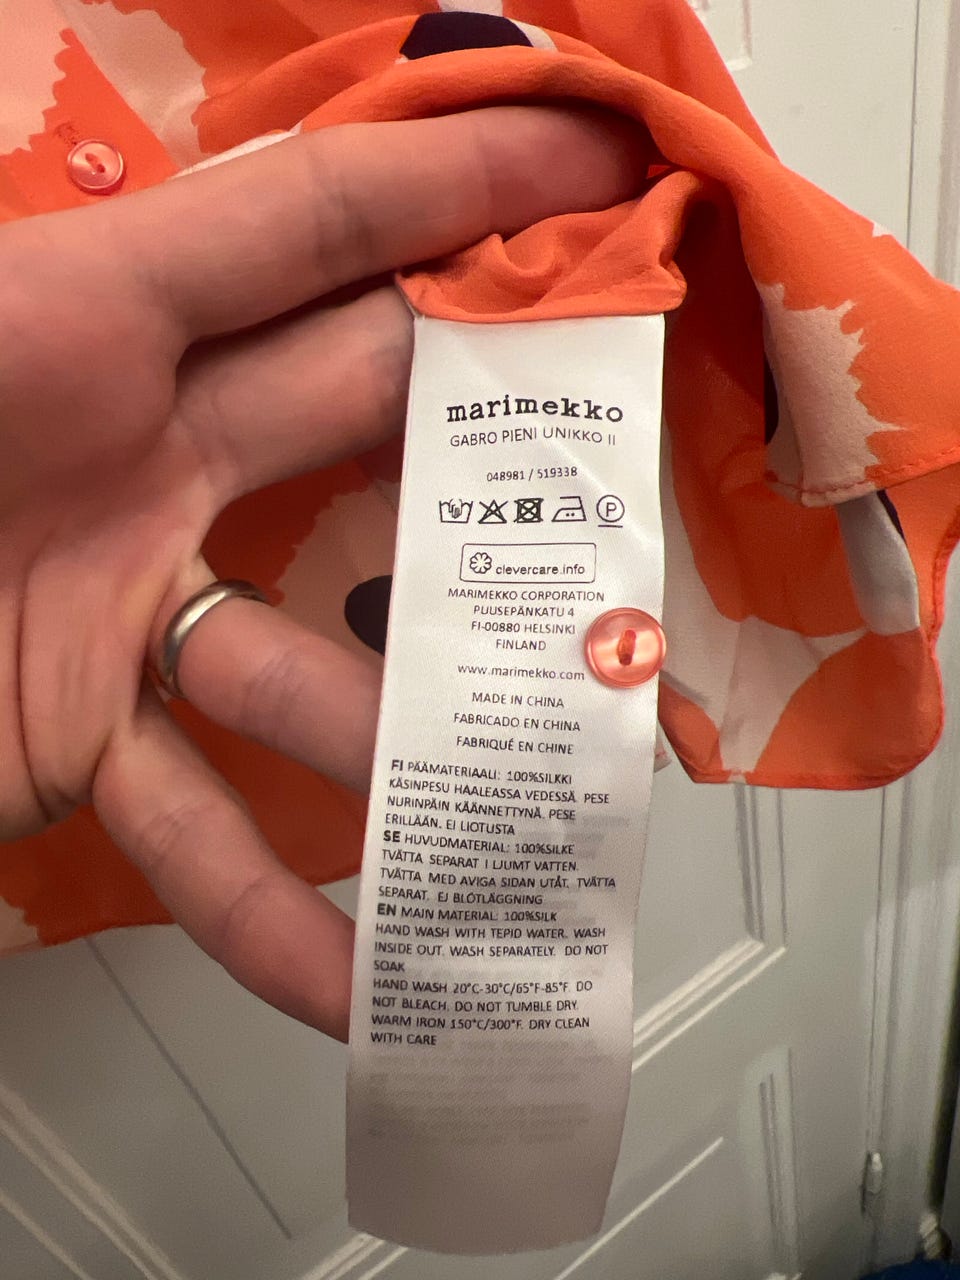 marimekko
GABRO PIENI UNIKKO II
048981 / 519338
P
clevercare.info
MARIMEKKO CORPORATION
PUUSEPÄNKATU 4
FI-00880 HELSINKI
FINLAND
www.marimekko.com
MADE IN CHINA
FABRICADO EN CHINA
FABRIQUÉ EN CHINE
FI PÄÄMATERIAALI: 100%SILKKI
KÄSINPESU HAALEASSA VEDESSÄ. PESE
NURINPÄIN KÄÄNNETTYNÄ. PESE
ERILLÄÄN. EI LIOTUSTA
SE HUVUDMATERIAL: 100%SILKE
TVÄTTA SEPARAT I LJUMT VATTEN.
TVÄTTA MED AVIGA SIDAN UTÅT. TVÄTTA
SEPARAT. EJ BLÖTLÄGGNING
EN MAIN MATERIAL: 100%SILK
HAND WASH WITH TEPID WATER. WASH
INSIDE OUT. WASH SEPARATELY. DO NOT
SOAK
HAND WASH 20°C-30°C/65°F-85°F. DO
NOT BLEACH. DO NOT TUMBLE DRY.
WARM IRON 150°C/300°F. DRY CLEAN
WITH CARE